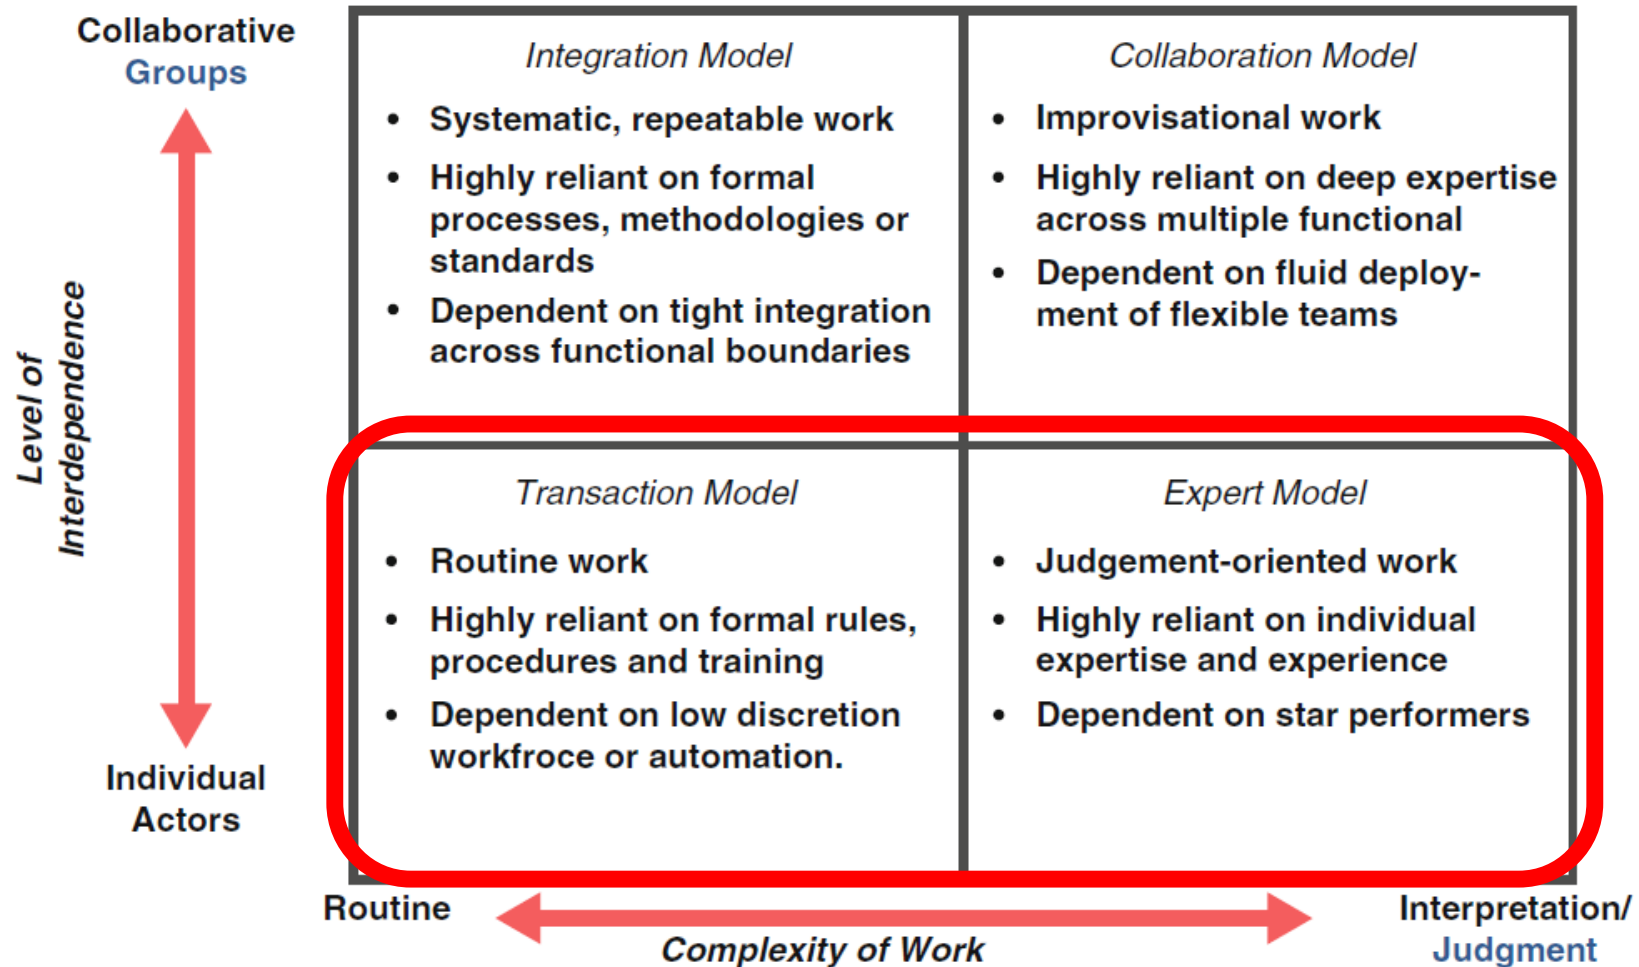 Collaborative
Groups
Level of
Interdependence
Individual
Actors
Integration Model
• Systematic, repeatable work
• Highly reliant on formal
processes, methodologies or
standards
• Dependent on tight integration
across functional boundaries
Collaboration Model
• Improvisational work
• Highly reliant on deep expertise
across multiple functional
• Dependent on fluid deploy-
ment of flexible teams
Transaction Model
• Routine work
• Highly reliant on formal rules,
procedures and training
• Dependent on low discretion
workfroce or automation.
Expert Model
• Judgement-oriented work
• Highly reliant on individual
expertise and experience
• Dependent on star performers
Routine
Complexity of Work
Interpretation/
Judgment